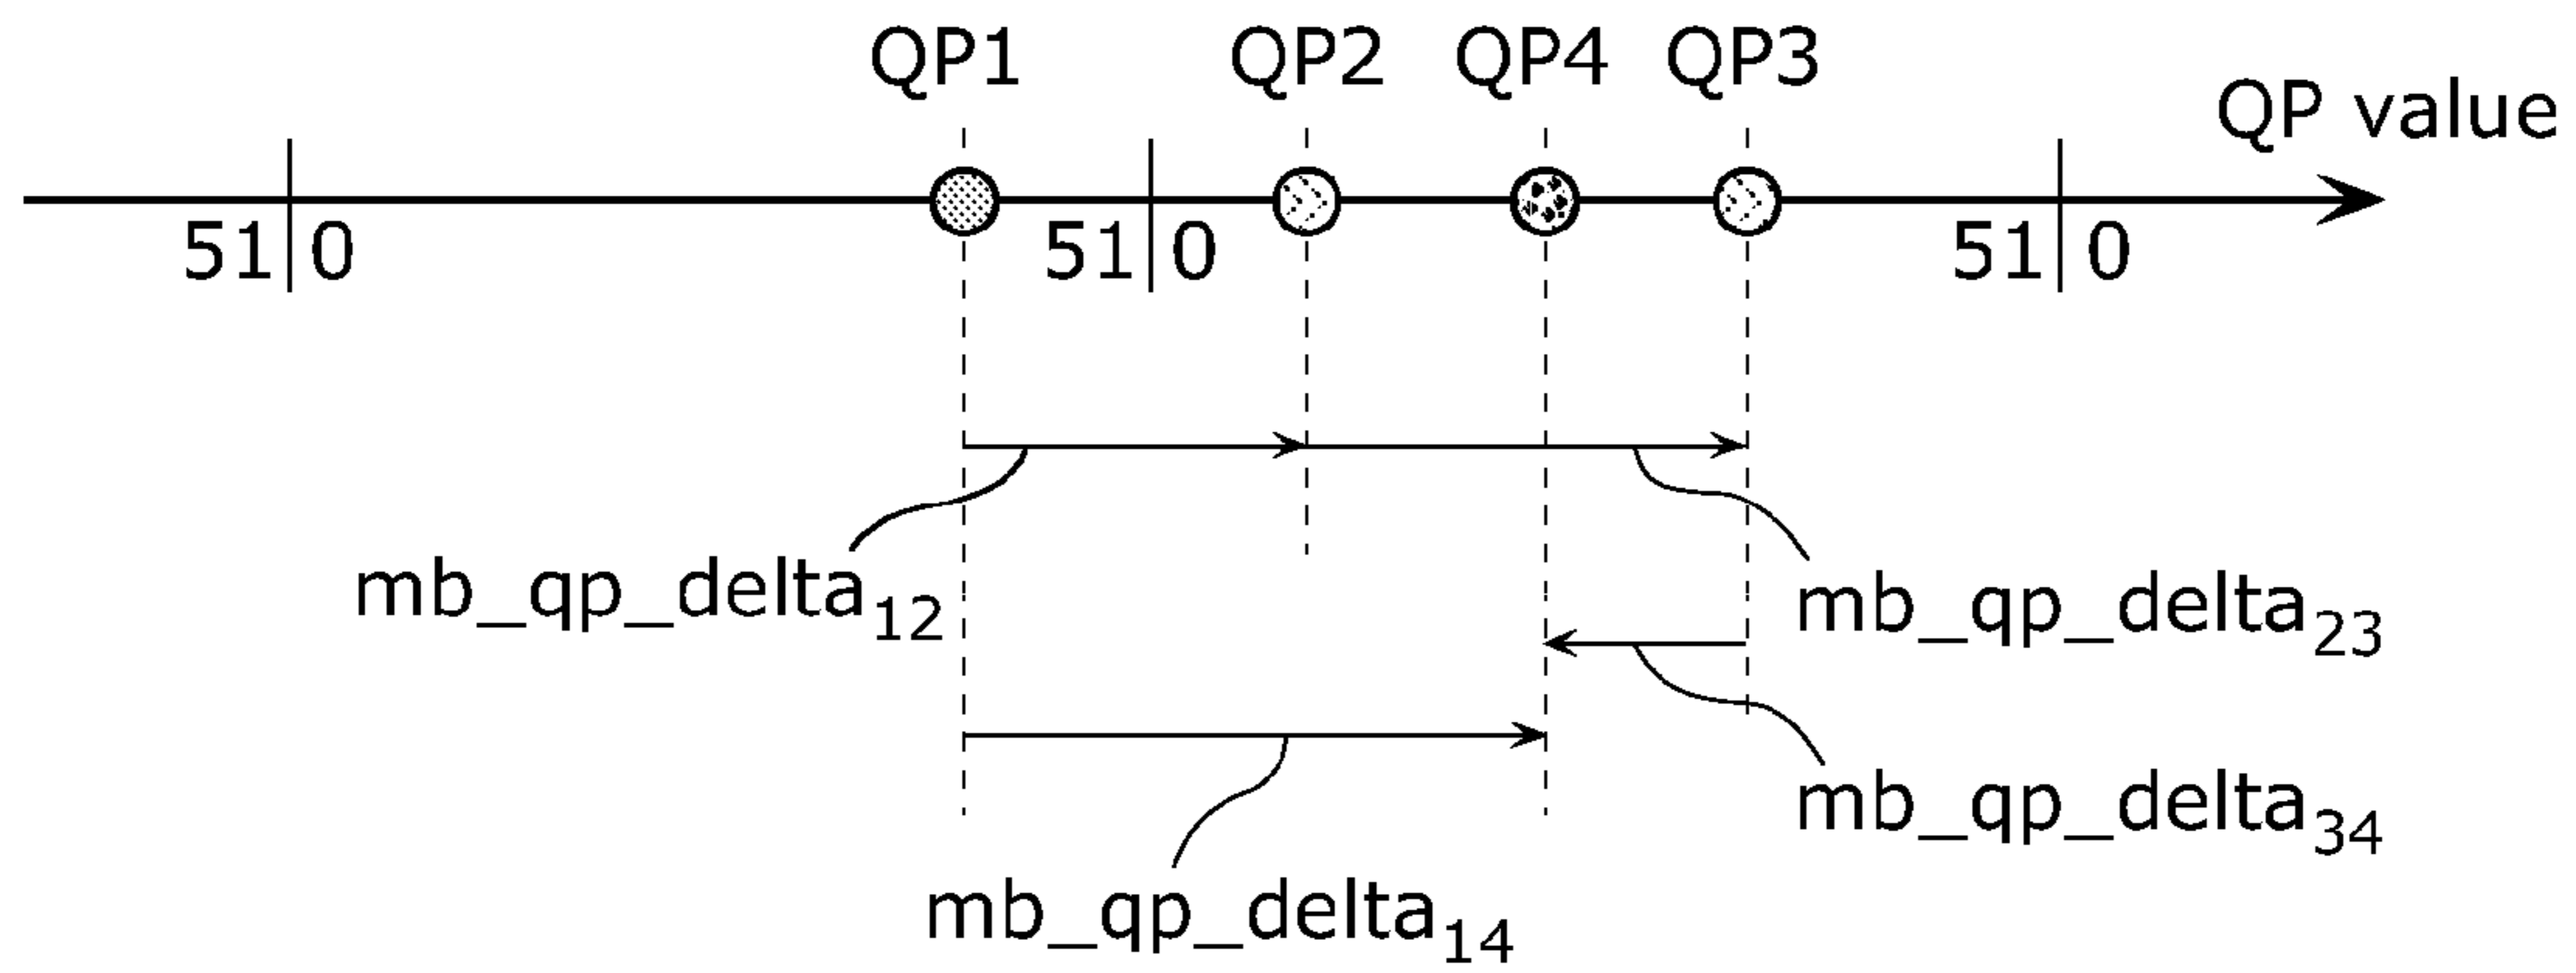 QP1 QP2 QP4 QP3
QP value
51 0 51 0 51 0
mb_qp_delta12
mb_qp_delta23
mb_qp_delta34
mb_qp_delta14